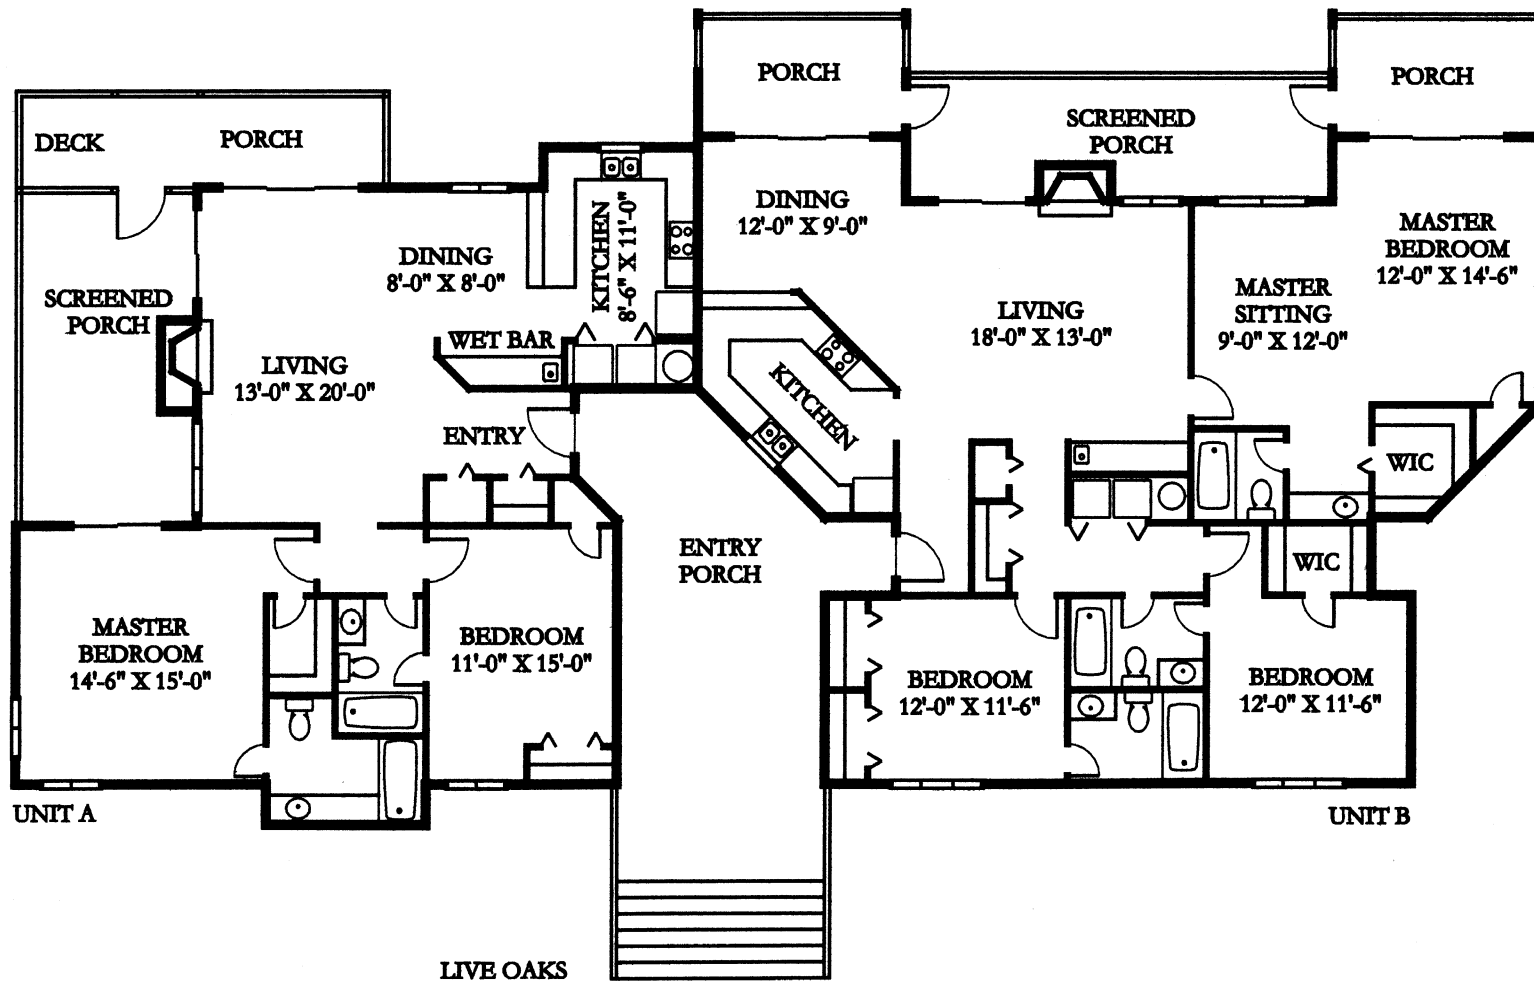 PORCH
PORCH
SCREENED
PORCH
DECK
PORCH
DINING
12'-0" X 9'-0"
MASTER
BEDROOM
12'-0" X 14'-6"
KITCHEN
8'-6" X 11'-0"
DINING
8'-0" X 8'-0"
SCREENED
PORCH
MASTER
SITTING
9'-0" X 12'-0"
LIVING
18'-0" X 13'-0"
WET BAR
LIVING
13'-0" X 20'-0"
KITCHEN
ENTRY
WIC
ENTRY
PORCH
WIC
MASTER
BEDROOM
14'-6" X 15'-0"
BEDROOM
11'-0" X 15'-0"
BEDROOM
12'-0" X 11'-6"
BEDROOM
12'-0" X 11'-6"
UNIT A
UNIT B
LIVE OAKS